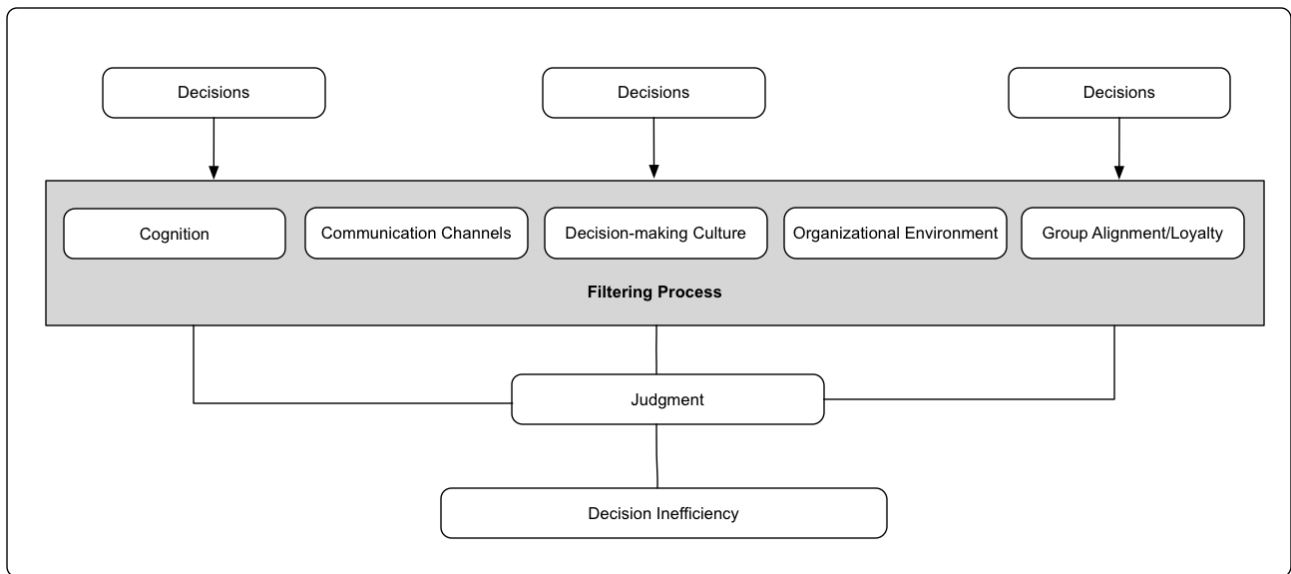 Decisions
Decisions
Decisions
Cognition
Communication Channels
Decision-making Culture
Organizational Environment
Group Alignment/Loyalty
Filtering Process
Judgment
Decision Inefficiency